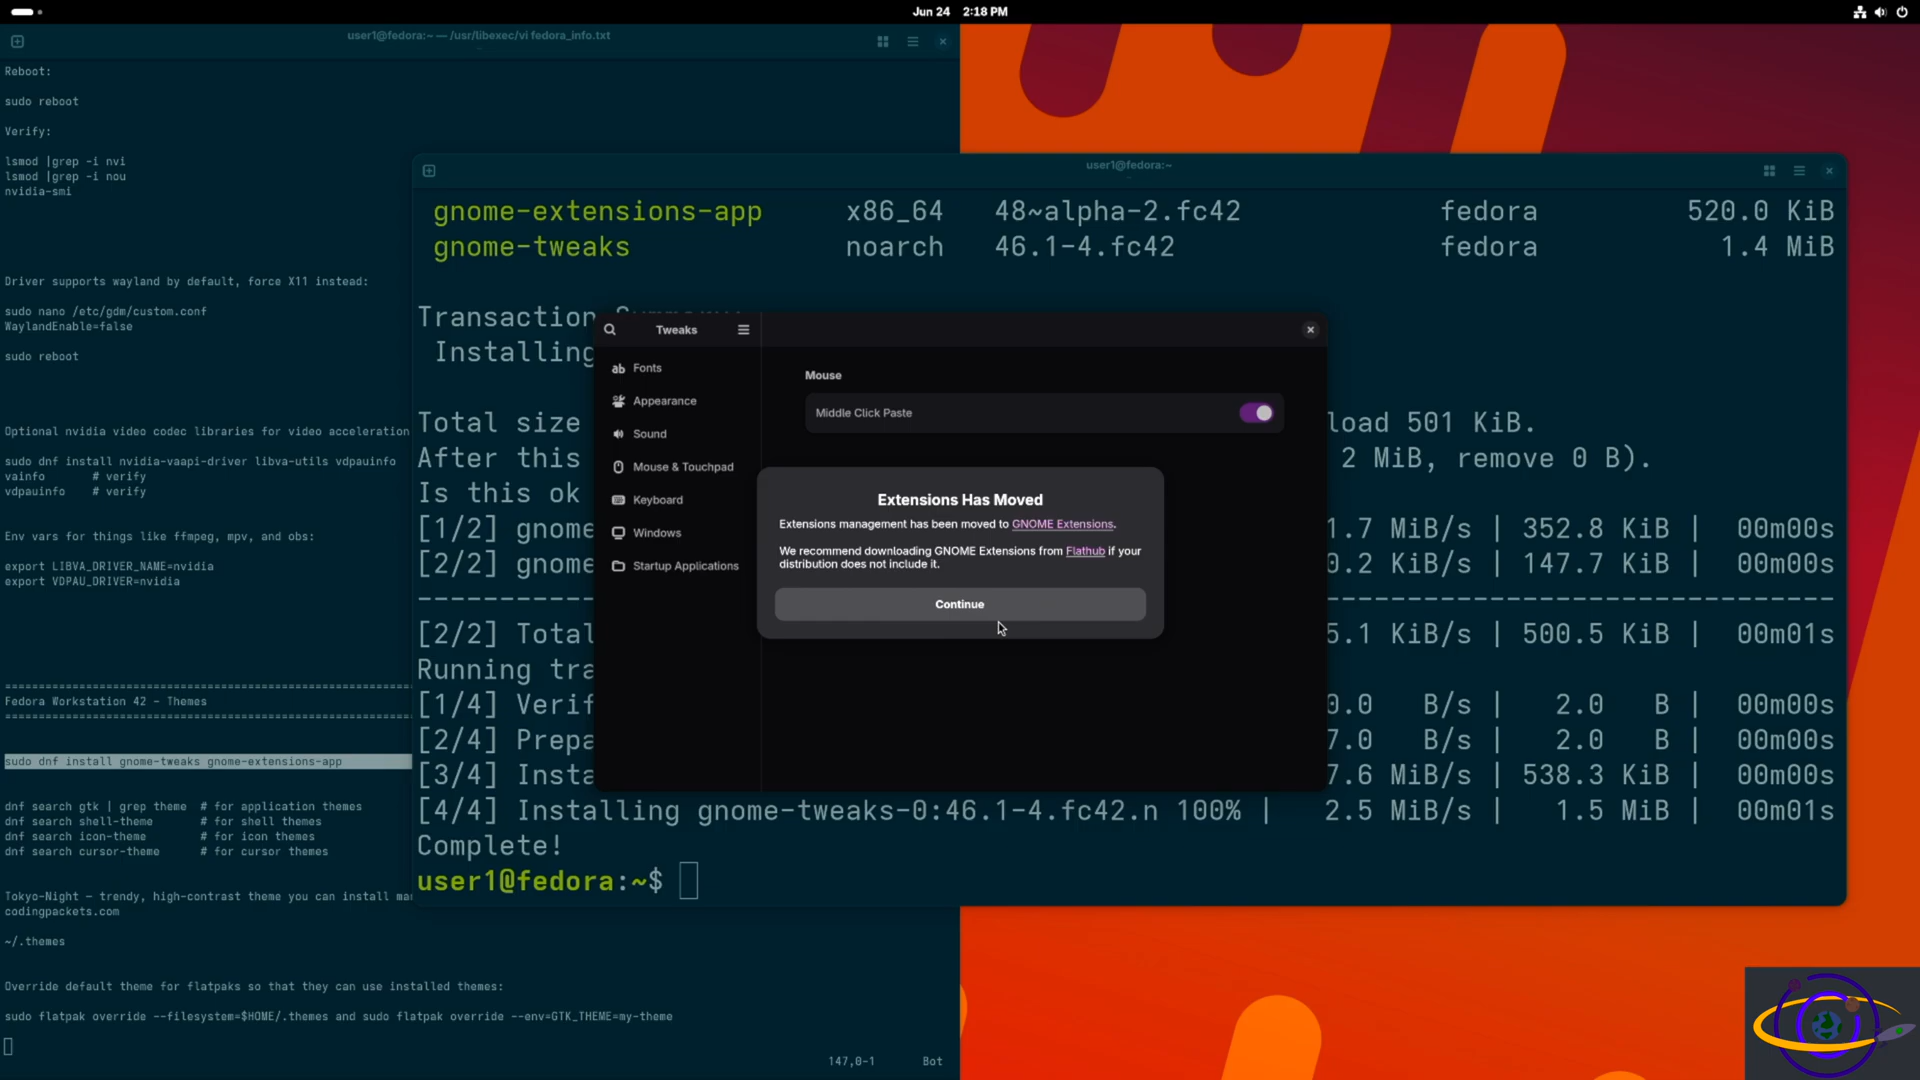 Jun 24 2:18 PM
user1@fedora:~ — /usr/libexec/vi fedora_info.txt
Reboot:
sudo reboot
Verify:
lsmod |grep -i nvi
lsmod |grep -i nou
nvidia-smi
Driver supports wayland by default, force X11 instead:
sudo nano /etc/gdm/custom.conf
WaylandEnable=false
sudo reboot
Optional nvidia video codec libraries for video acceleration
sudo dnf install nvidia-vaapi-driver libva-utils vdpauinfo
vainfo # verify
vdpauinfo # verify
Env vars for things like ffmpeg, mpv, and obs:
export LIBVA_DRIVER_NAME=nvidia
export VDPAU_DRIVER=nvidia
Fedora Workstation 42 - Themes
sudo dnf install gnome-tweaks gnome-extensions-app
dnf search gtk | grep theme # for application themes
dnf search shell-theme # for shell themes
dnf search icon-theme # for icon themes
dnf search cursor-theme # for cursor themes
Tokyo-Night — trendy, high-contrast theme you can install
codingpackets.com
~/.themes
Override default theme for flatpaks so that they can use installed themes:
sudo flatpak override --filesystem=$HOME/.themes and sudo flatpak override --env=GTK_THEME=my-theme
147,0-1 Bot
user1@fedora:~
gnome-extensions-app x86_64 48~alpha-2.fc42 fedora 520.0 KiB
gnome-tweaks noarch 46.1-4.fc42 fedora 1.4 MiB
Transaction
Installing
Total size load 501 KiB.
After this 2 MiB, remove 0 B).
Is this ok
[1/2] gnome 1.7 MiB/s | 352.8 KiB | 00m00s
[2/2] gnome 0.2 KiB/s | 147.7 KiB | 00m00s
[2/2] Total 5.1 KiB/s | 500.5 KiB | 00m01s
Running tra
[1/4] Verif 0.0 B/s | 2.0 B | 00m00s
[2/4] Prepa 7.0 B/s | 2.0 B | 00m00s
[3/4] Insta 7.6 MiB/s | 538.3 KiB | 00m00s
[4/4] Installing gnome-tweaks-0:46.1-4.fc42.n 100% | 2.5 MiB/s | 1.5 MiB | 00m01s
Complete!
user1@fedora:~$
Tweaks
Fonts
Appearance
Sound
Mouse & Touchpad
Keyboard
Windows
Startup Applications
Mouse
Middle Click Paste
Extensions Has Moved
Extensions management has been moved to GNOME Extensions.
We recommend downloading GNOME Extensions from Flathub if your
distribution does not include it.
Continue